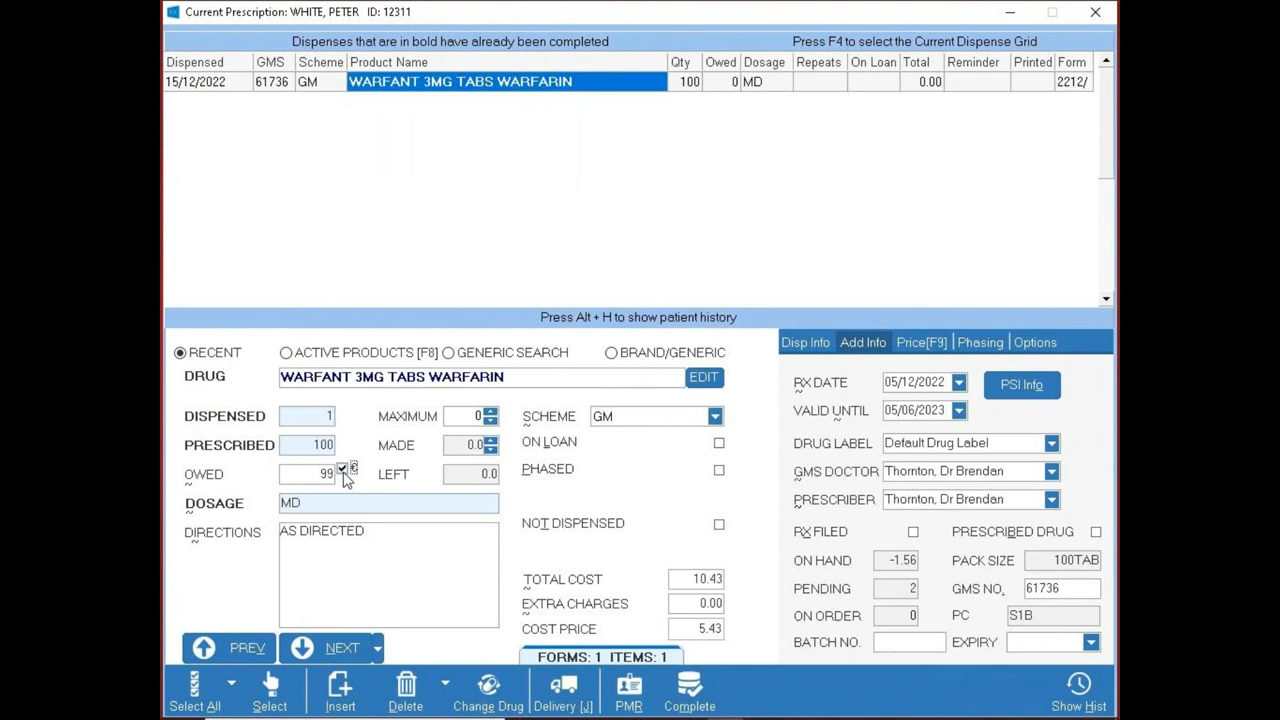 Current Prescription: WHITE, PETER ID: 12311
Dispenses that are in bold have already been completed Press F4 to select the Current Dispense Grid
Dispensed GMS Scheme Product Name Qty Owed Dosage Repeats On Loan Total Reminder Printed Form
15/12/2022 61736 GM WARFANT 3MG TABS WARFARIN 100 0 MD 0.00 2212/
Press Alt + H to show patient history
Disp Info Add Info Price[F9] Phasing Options
RECENT ACTIVE PRODUCTS [F8] GENERIC SEARCH BRAND/GENERIC
DRUG WARFANT 3MG TABS WARFARIN EDIT
RX DATE 05/12/2022 PSI Info
DISPENSED 1 MAXIMUM 0 SCHEME GM
VALID UNTIL 05/06/2023
PRESCRIBED 100 MADE 0.0 ON LOAN
DRUG LABEL Default Drug Label
OWED 99 € LEFT 0.0 PHASED
GMS DOCTOR Thornton, Dr Brendan
DOSAGE MD
PRESCRIBER Thornton, Dr Brendan
DIRECTIONS AS DIRECTED NOT DISPENSED
RX FILED PRESCRIBED DRUG
ON HAND -1.56 PACK SIZE 100TAB
TOTAL COST 10.43
PENDING 2 GMS NO. 61736
EXTRA CHARGES 0.00
ON ORDER 0 PC S1B
COST PRICE 5.43
BATCH NO. EXPIRY
PREV NEXT
FORMS: 1 ITEMS: 1
Select All Select Insert Delete Change Drug Delivery [J] PMR Complete Show Hist